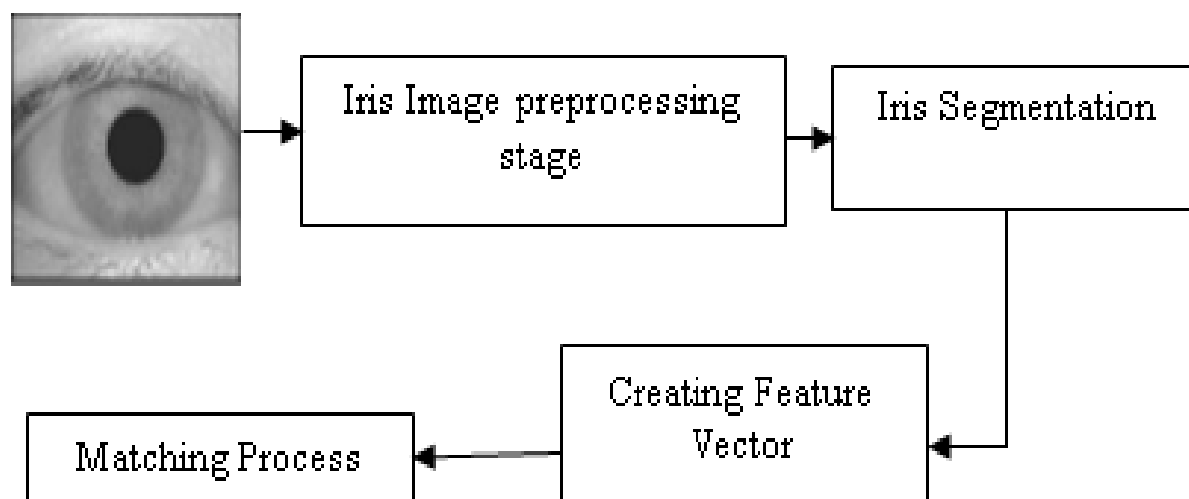 Iris Image preprocessing
stage
Iris Segmentation
Creating Feature
Vector
Matching Process